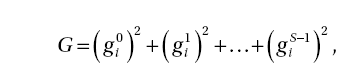 G = (g_i^0)^2 + (g_i^1)^2 + … + (g_i^{S−1})^2 ,